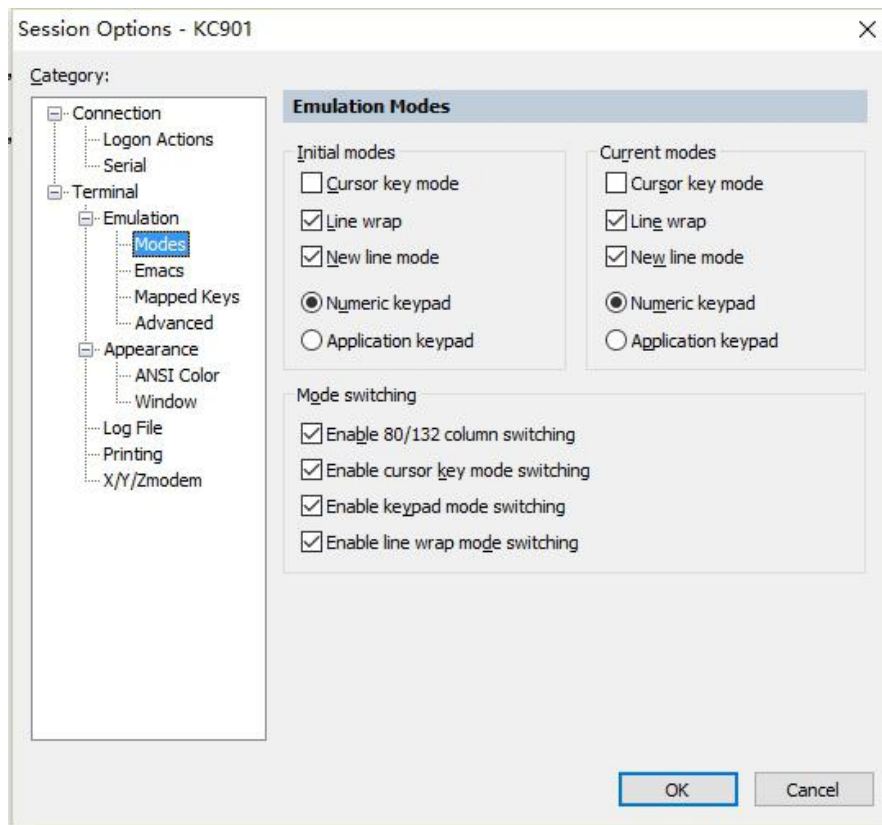 Session Options - KC901
Category:
Connection
Logon Actions
Serial
Terminal
Emulation
Modes
Emacs
Mapped Keys
Advanced
Appearance
ANSI Color
Window
Log File
Printing
X/Y/Zmodem
Emulation Modes
Initial modes
Cursor key mode
Line wrap
New line mode
Numeric keypad
Application keypad
Current modes
Cursor key mode
Line wrap
New line mode
Numeric keypad
Application keypad
Mode switching
Enable 80/132 column switching
Enable cursor key mode switching
Enable keypad mode switching
Enable line wrap mode switching
OK
Cancel